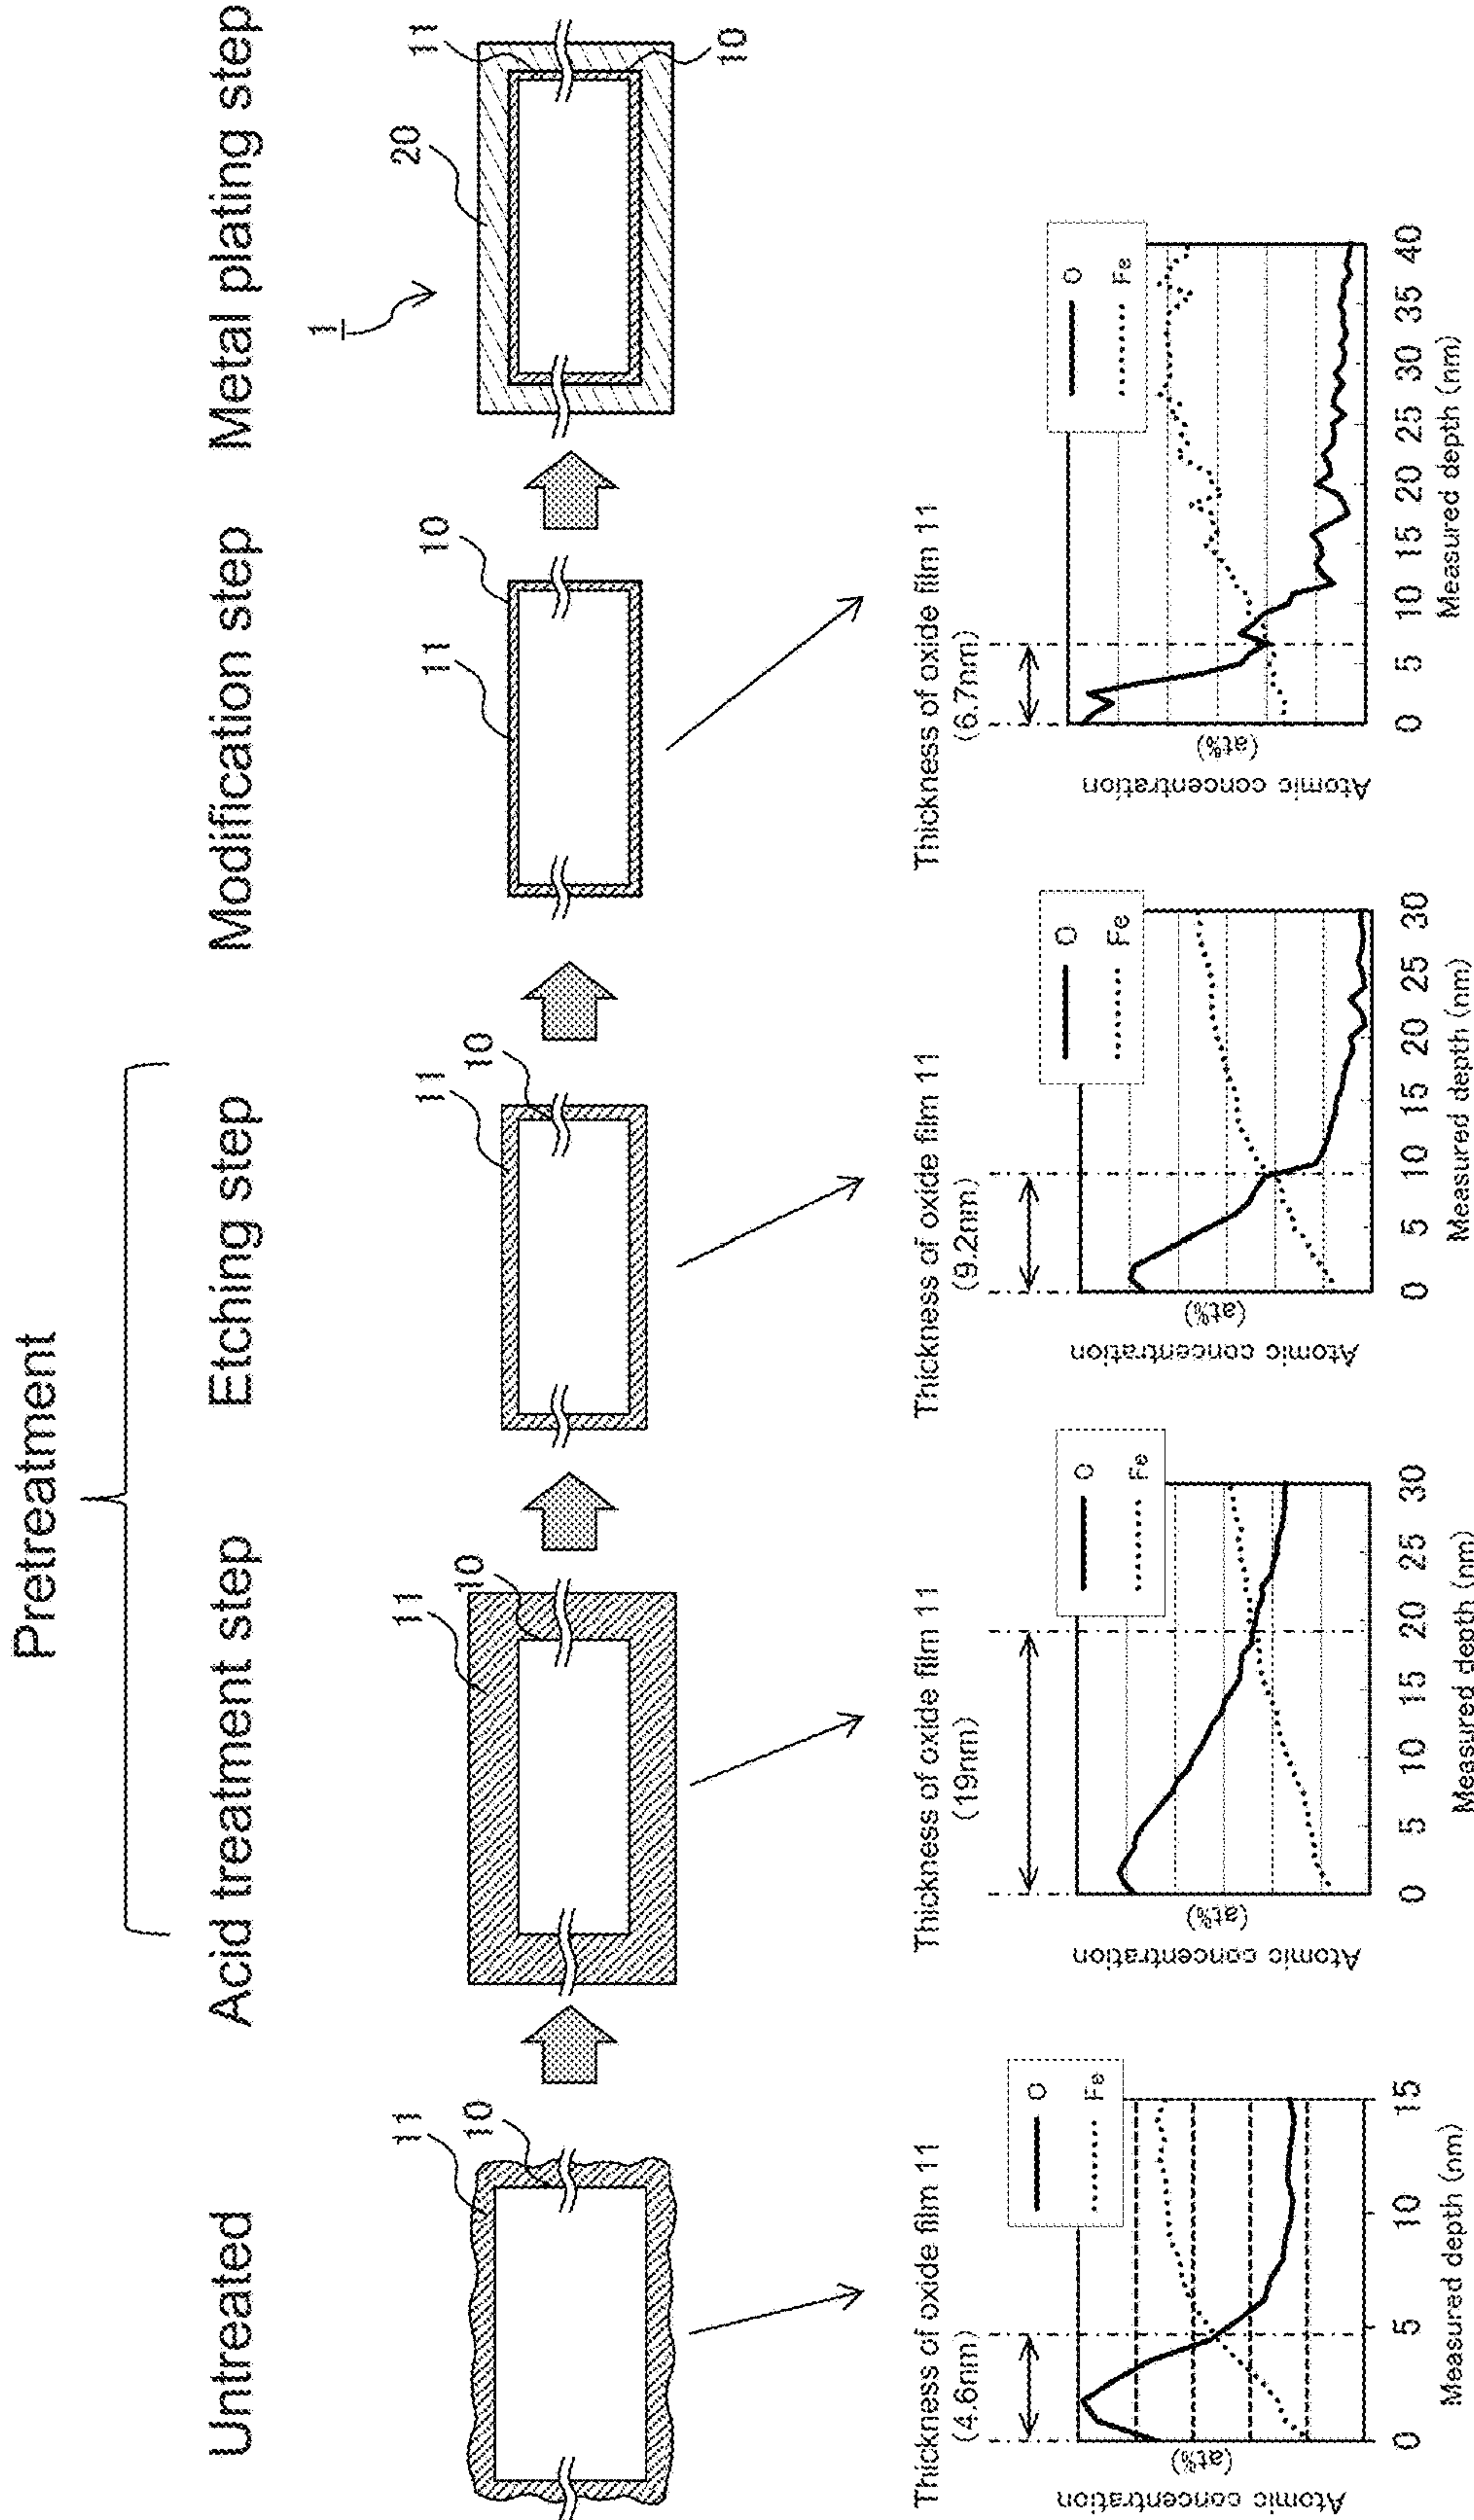 Pretreatment
Untreated
Acid treatment step
Etching step
Modification step
Metal plating step
11
10
11
10
11
10
11
10
1
20
11
10
Thickness of oxide film 11
(4.6nm)
O
Fe
Atomic concentration
(at%)
0 5 10 15
Measured depth (nm)
Thickness of oxide film 11
(19nm)
O
Fe
Atomic concentration
(at%)
0 5 10 15 20 25 30
Measured depth (nm)
Thickness of oxide film 11
(9.2nm)
O
Fe
Atomic concentration
(at%)
0 5 10 15 20 25 30
Measured depth (nm)
Thickness of oxide film 11
(6.7nm)
O
Fe
Atomic concentration
(at%)
0 5 10 15 20 25 30 35 40
Measured depth (nm)